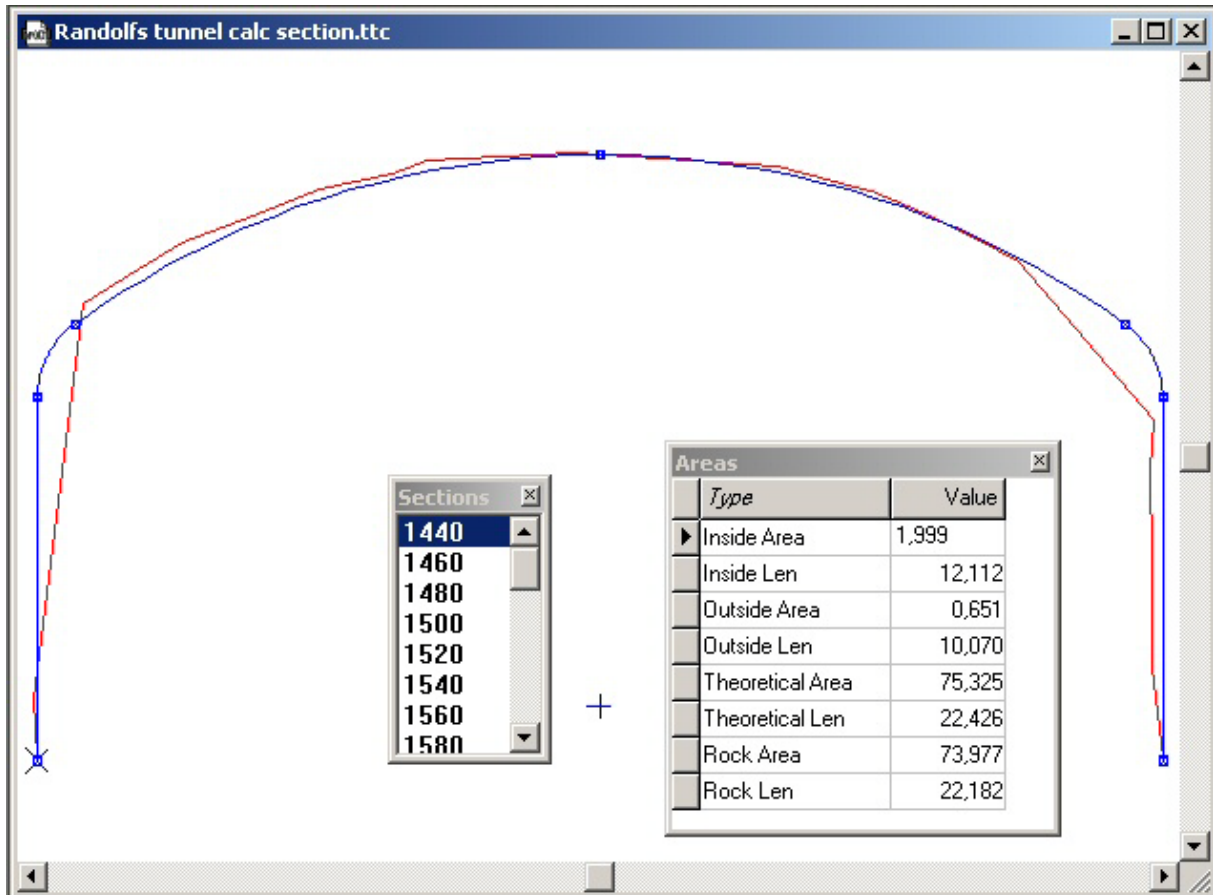 Randolfs tunnel calc section.ttc
Sections
1440
1460
1480
1500
1520
1540
1560
1580
Areas
Type Value
Inside Area 1,999
Inside Len 12,112
Outside Area 0,651
Outside Len 10,070
Theoretical Area 75,325
Theoretical Len 22,426
Rock Area 73,977
Rock Len 22,182